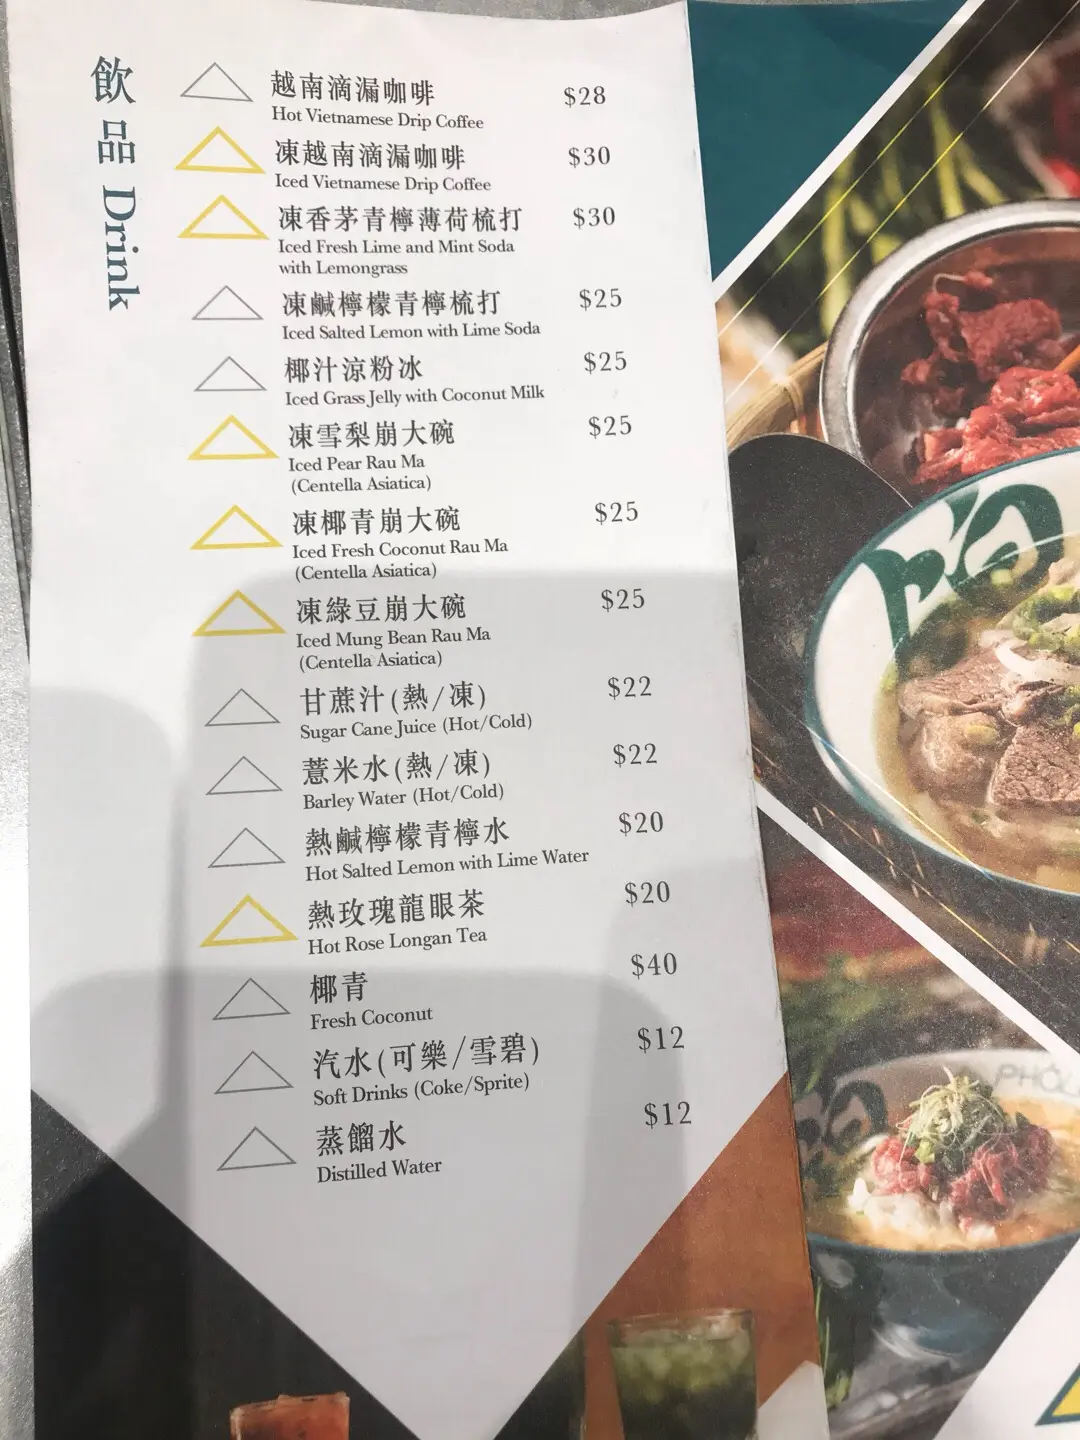 飲品 Drink
越南滴漏咖啡 $28
Hot Vietnamese Drip Coffee
凍越南滴漏咖啡 $30
Iced Vietnamese Drip Coffee
凍香茅青檸薄荷梳打 $30
Iced Fresh Lime and Mint Soda
with Lemongrass
凍鹹檸檬青檸梳打 $25
Iced Salted Lemon with Lime Soda
椰汁涼粉冰 $25
Iced Grass Jelly with Coconut Milk
凍雪梨崩大碗 $25
Iced Pear Rau Ma
(Centella Asiatica)
凍椰青崩大碗 $25
Iced Fresh Coconut Rau Ma
(Centella Asiatica)
凍綠豆崩大碗 $25
Iced Mung Bean Rau Ma
(Centella Asiatica)
甘蔗汁(熱/凍) $22
Sugar Cane Juice (Hot/Cold)
薏米水(熱/凍) $22
Barley Water (Hot/Cold)
熱鹹檸檬青檸水 $20
Hot Salted Lemon with Lime Water
熱玫瑰龍眼茶 $20
Hot Rose Longan Tea
椰青 $40
Fresh Coconut
汽水(可樂/雪碧) $12
Soft Drinks (Coke/Sprite)
蒸餾水 $12
Distilled Water